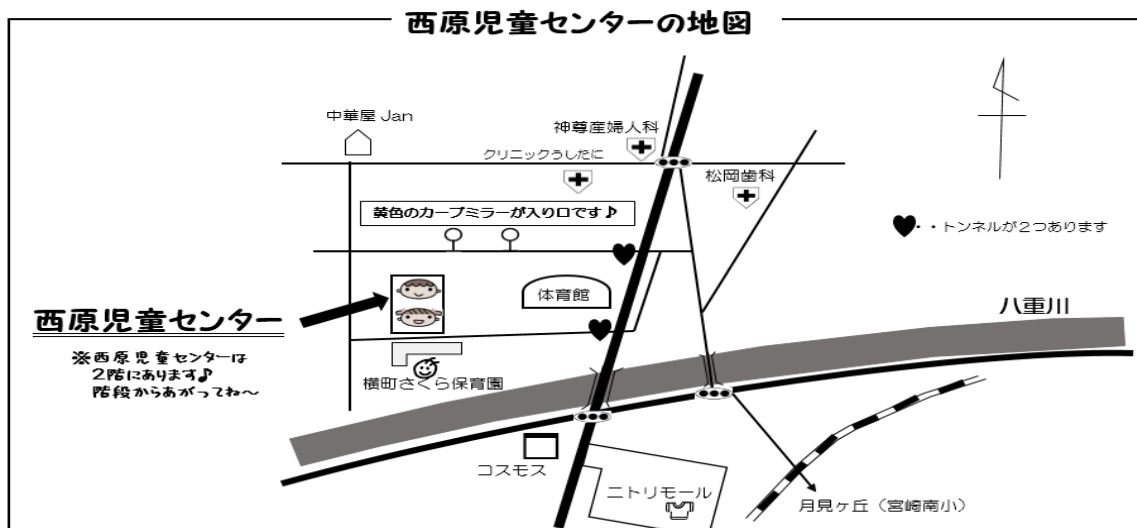 西原児童センターの地図
中華屋 Jan
神尊産婦人科
クリニックうしだに
松岡歯科
黄色のカーブミラーが入り口です♪
♥・・トンネルが２つあります
体育館
八重川
西原児童センター
※西原児童センターは
２階にあります♪
階段からあがってね～
横町さくら保育園
コスモス
ニトリモール
月見ヶ丘（宮崎南小）